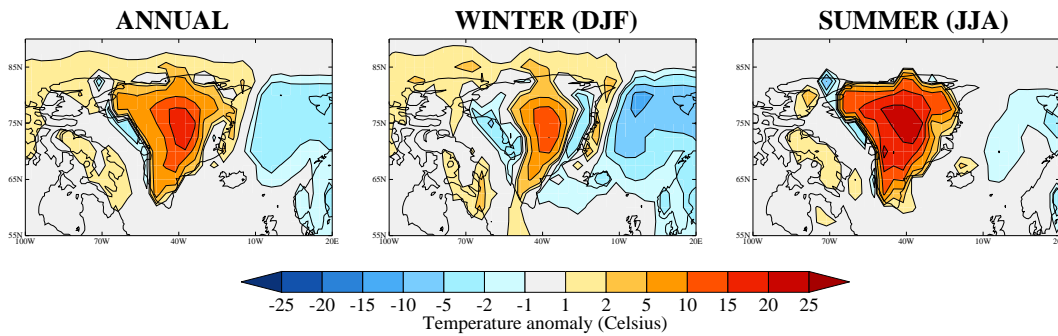 ANNUAL WINTER (DJF) SUMMER (JJA)
85N 85N 85N
75N 75N 75N
65N 65N 65N
55N 55N 55N
100W 70W 40W 10W 20E 100W 70W 40W 10W 20E 100W 70W 40W 10W 20E
-25 -20 -15 -10 -5 -2 -1 1 2 5 10 15 20 25
Temperature anomaly (Celsius)